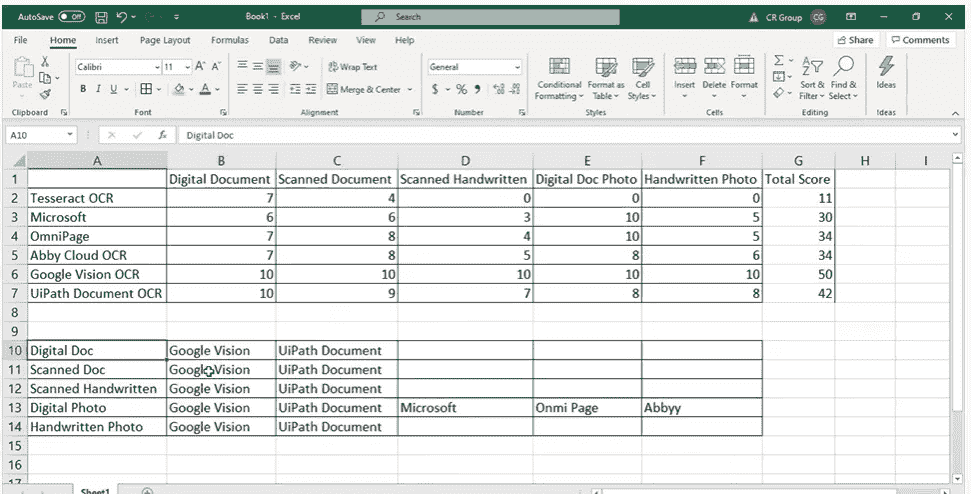 AutoSave Off Book1 - Excel Search CR Group CG
File Home Insert Page Layout Formulas Data Review View Help Share Comments
Paste Calibri 11 A A Wrap Text General Conditional Formatting Format as Table Cell Styles Insert Delete Format Sort & Filter Find & Select Ideas
B I U A Merge & Center $ % 9
Clipboard Font Alignment Number Styles Cells Editing Ideas
A10 fx Digital Doc
A B C D E F G H I
1 Digital Document Scanned Document Scanned Handwritten Digital Doc Photo Handwritten Photo Total Score
2 Tesseract OCR 7 4 0 0 0 11
3 Microsoft 6 6 3 10 5 30
4 OmniPage 7 8 4 10 5 34
5 Abby Cloud OCR 7 8 5 8 6 34
6 Google Vision OCR 10 10 10 10 10 50
7 UiPath Document OCR 10 9 7 8 8 42
8
9
10 Digital Doc Google Vision UiPath Document
11 Scanned Doc Google Vision UiPath Document
12 Scanned Handwritten Google Vision UiPath Document
13 Digital Photo Google Vision UiPath Document Microsoft Onmi Page Abbyy
14 Handwritten Photo Google Vision UiPath Document
15
16
17
Sheet1